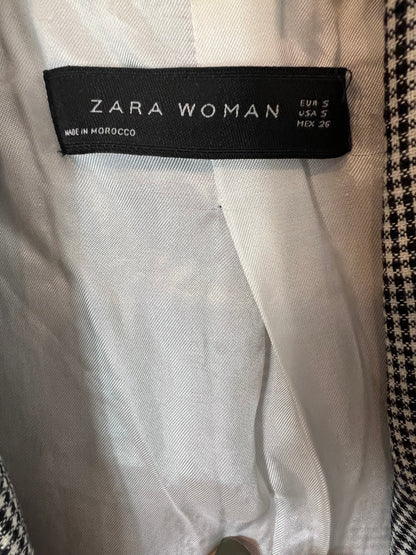 ZARA WOMAN
EUR S
USA S
MEX 26
MADE IN MOROCCO